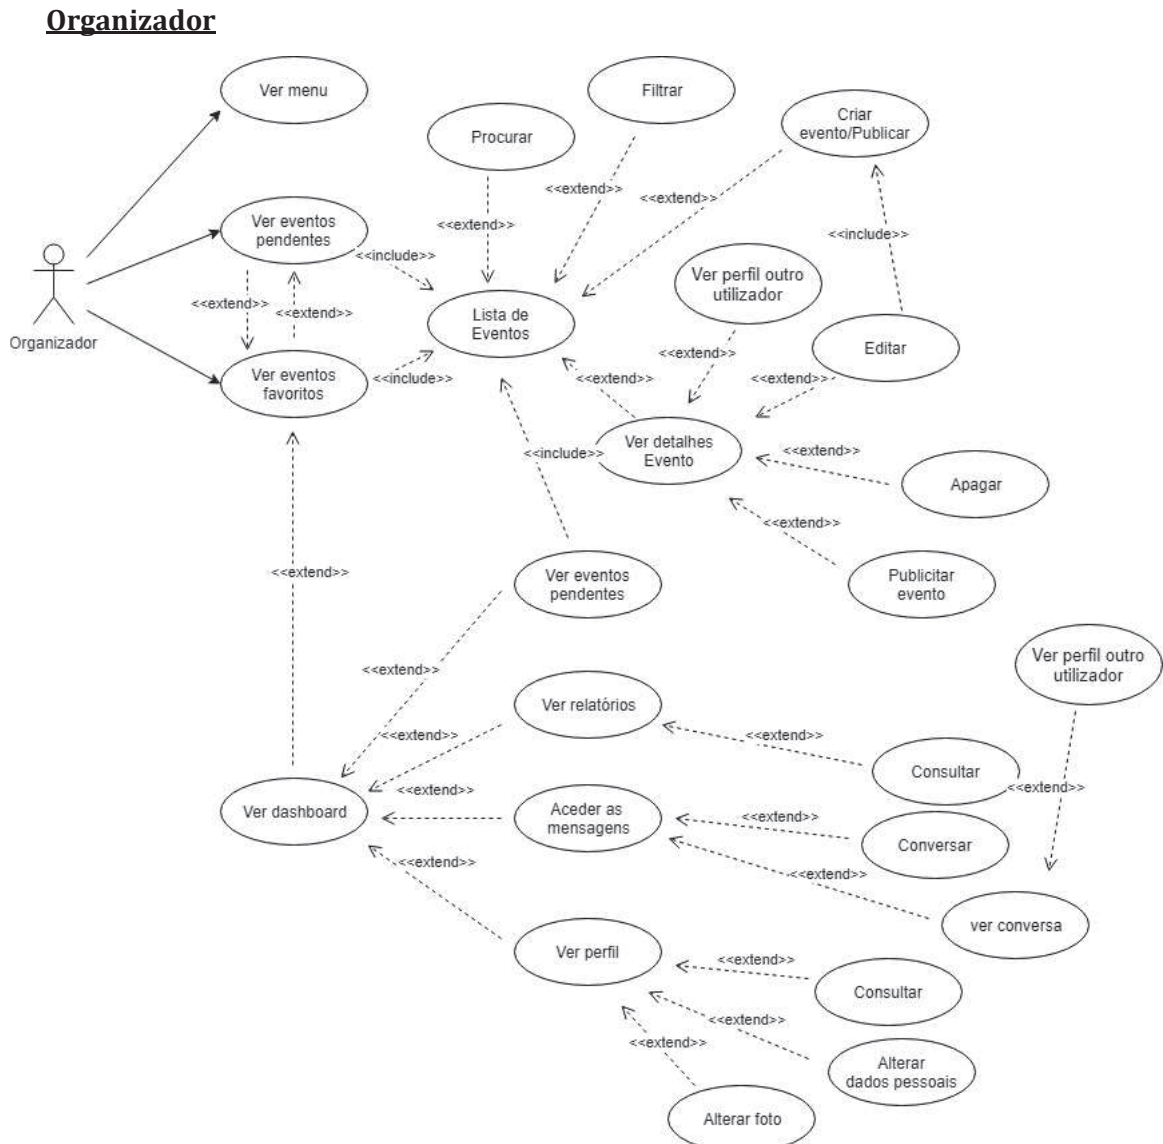 Organizador
Ver menu
Filtrar
Procurar
Criar
evento/Publicar
<<extend>>
<<extend>>
<<extend>>
Ver eventos
pendentes
<<extend>>
<<include>>
<<include>>
Ver perfil outro
utilizador
<<extend>>
<<extend>>
Lista de
Eventos
Organizador
Editar
<<extend>>
Ver eventos
favoritos
<<include>>
<<extend>>
<<extend>>
Ver detalhes
Evento
<<include>>
<<extend>>
Apagar
<<extend>>
<<extend>>
Ver eventos
pendentes
Publicitar
evento
Ver perfil outro
utilizador
<<extend>>
Ver relatórios
<<extend>>
<<extend>>
Consultar
<<extend>>
<<extend>>
Ver dashboard
Aceder as
mensagens
<<extend>>
Conversar
<<extend>>
<<extend>>
ver conversa
Ver perfil
<<extend>>
Consultar
<<extend>>
<<extend>>
Alterar
dados pessoais
Alterar foto